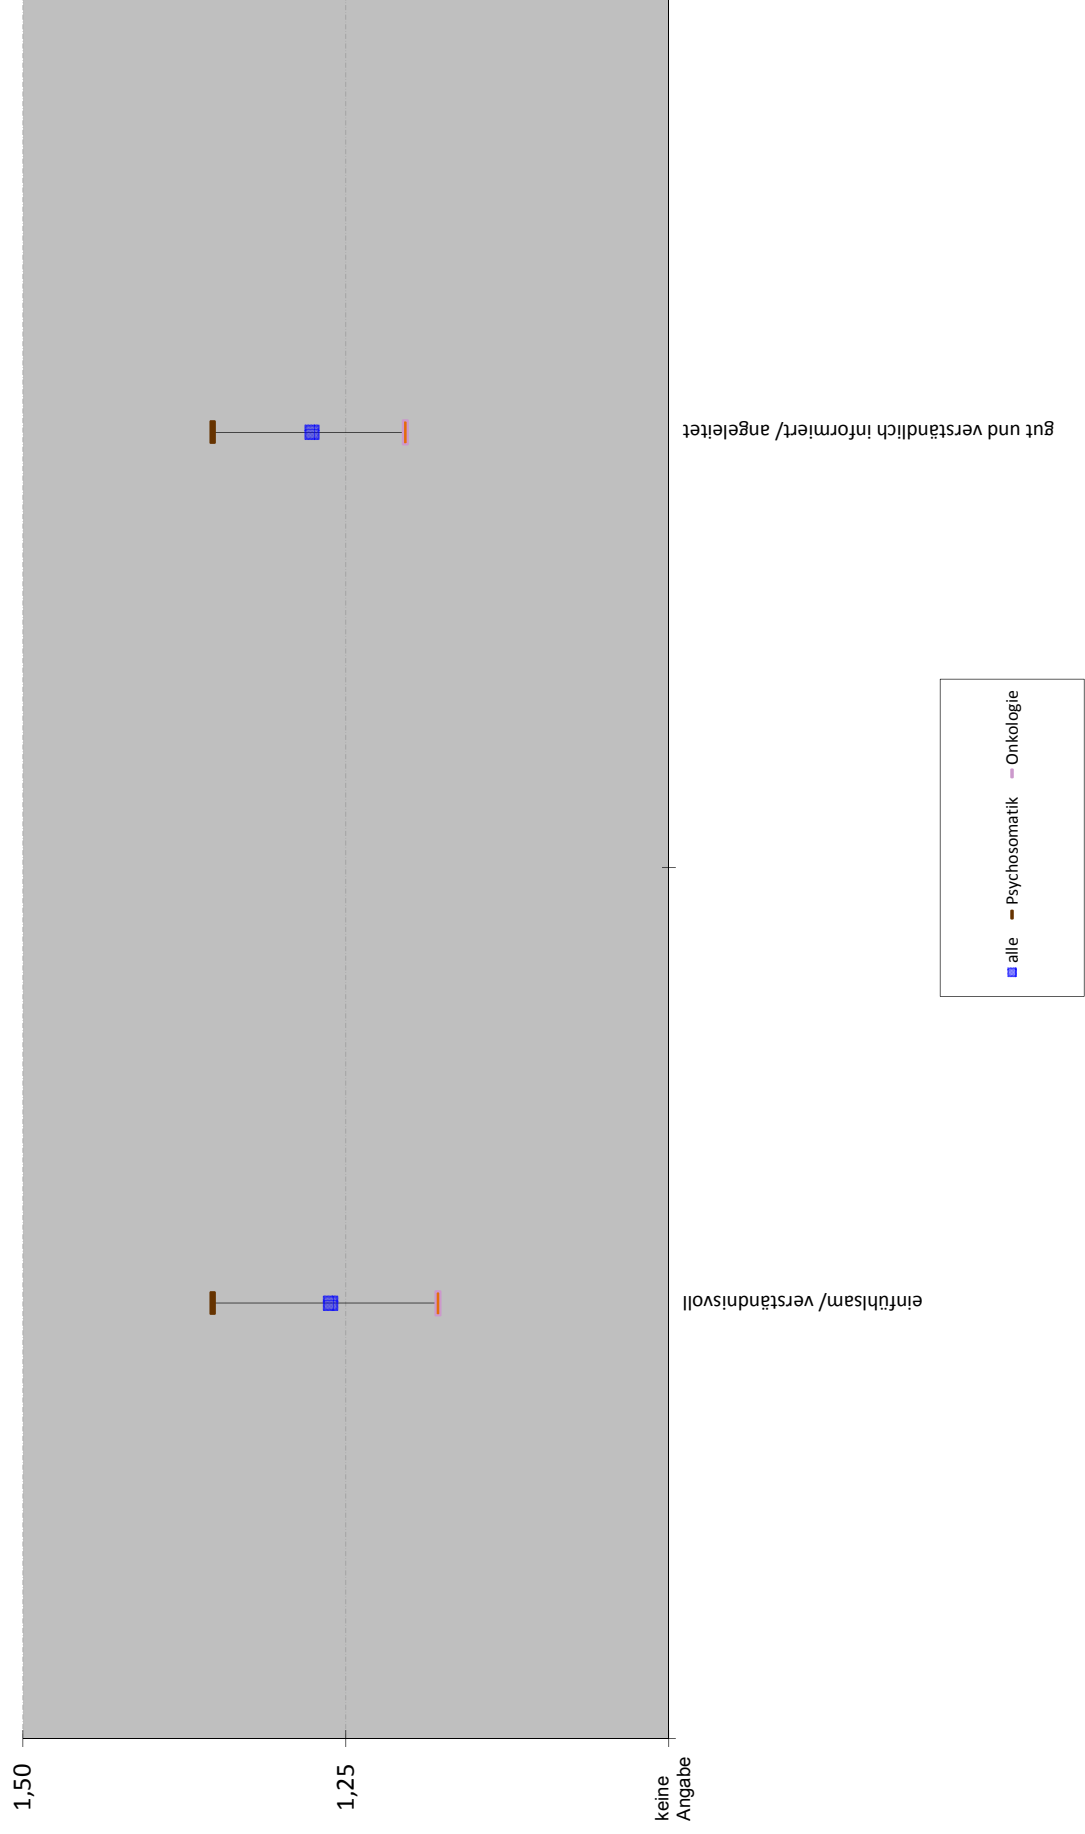 1,50
1,25
keine
Angabe
einfühlsam/ verständnisvoll
gut und verständlich informiert/ angeleitet
alle
Psychosomatik
Onkologie